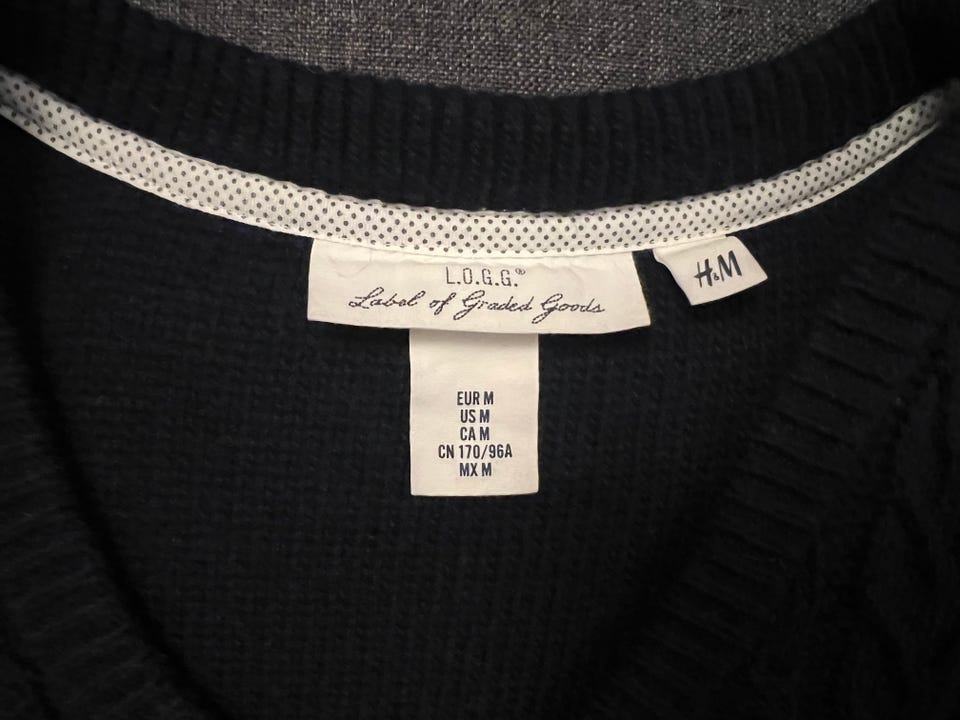 L.O.G.G.®
Label of Graded Goods
H&M
EUR M
US M
CA M
CN 170/96A
MX M